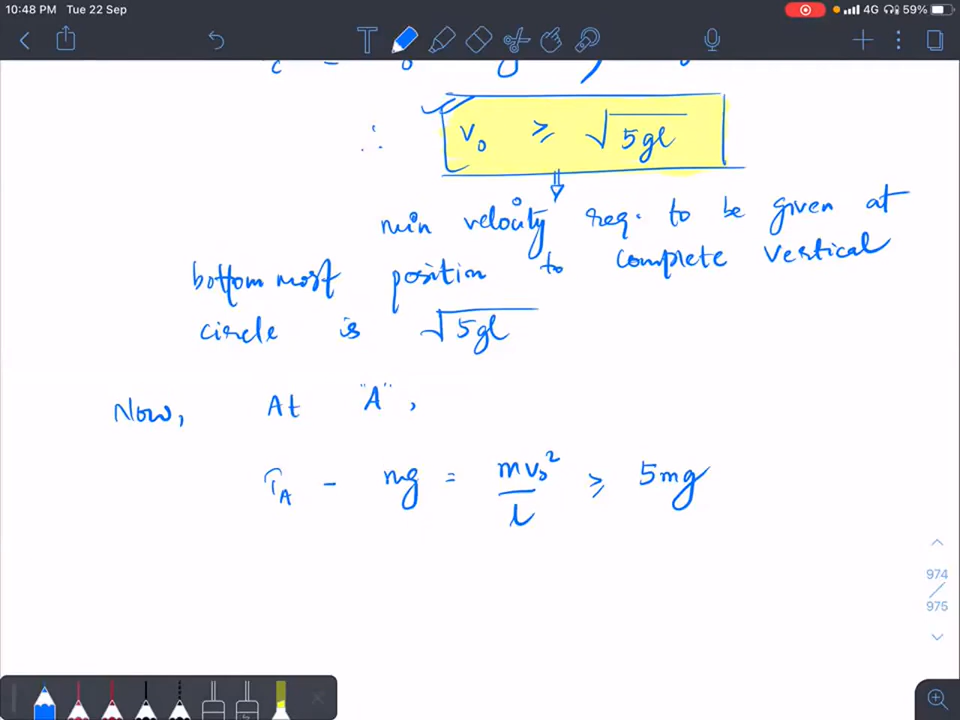 10:48 PM Tue 22 Sep 4G 59%
∴ v₀ ≥ √5gl
min velocity req. to be given at
bottom most position to complete vertical
circle is √5gl
Now, At "A",
T_A - mg = mv₀²/l ≥ 5mg
974
975